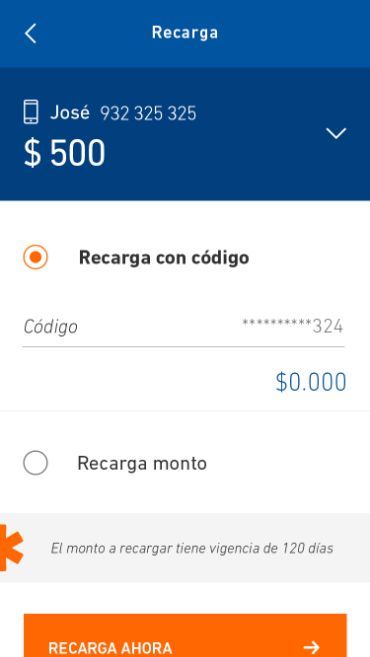 Recarga
José 932 325 325
$ 500
Recarga con código
Código **********324
$0.000
Recarga monto
El monto a recargar tiene vigencia de 120 días
RECARGA AHORA